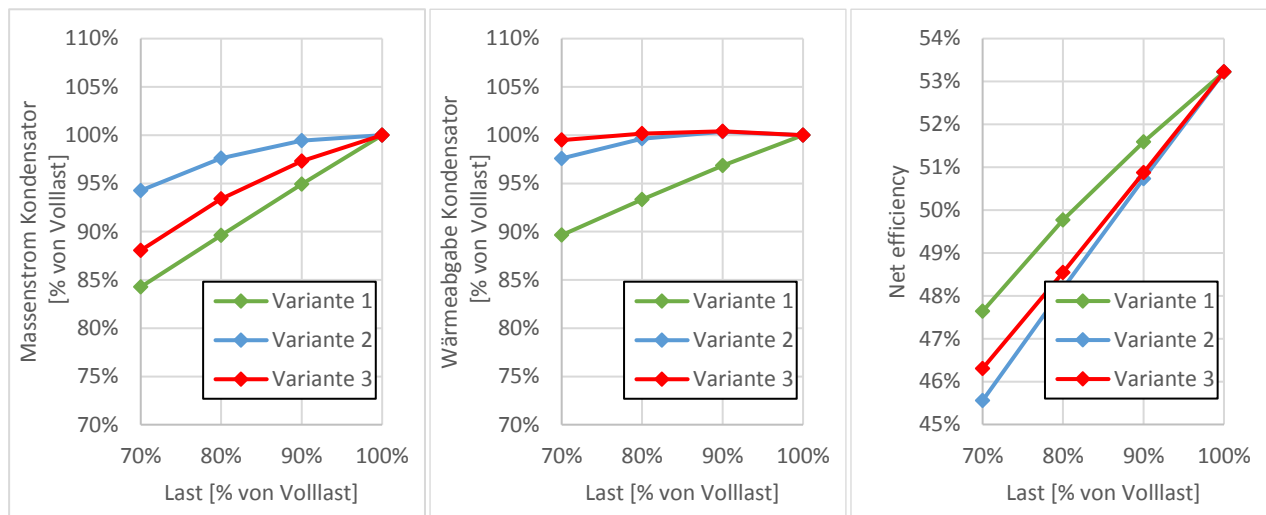 Massenstrom Kondensator
[% von Volllast]
110%
105%
100%
95%
90%
85%
80%
75%
70%
Variante 1
Variante 2
Variante 3
70% 80% 90% 100%
Last [% von Volllast]
Wärmeabgabe Kondensator
[% von Volllast]
110%
105%
100%
95%
90%
85%
80%
75%
70%
Variante 1
Variante 2
Variante 3
70% 80% 90% 100%
Last [% von Volllast]
Net efficiency
54%
53%
52%
51%
50%
49%
48%
47%
46%
45%
Variante 1
Variante 2
Variante 3
70% 80% 90% 100%
Last [% von Volllast]